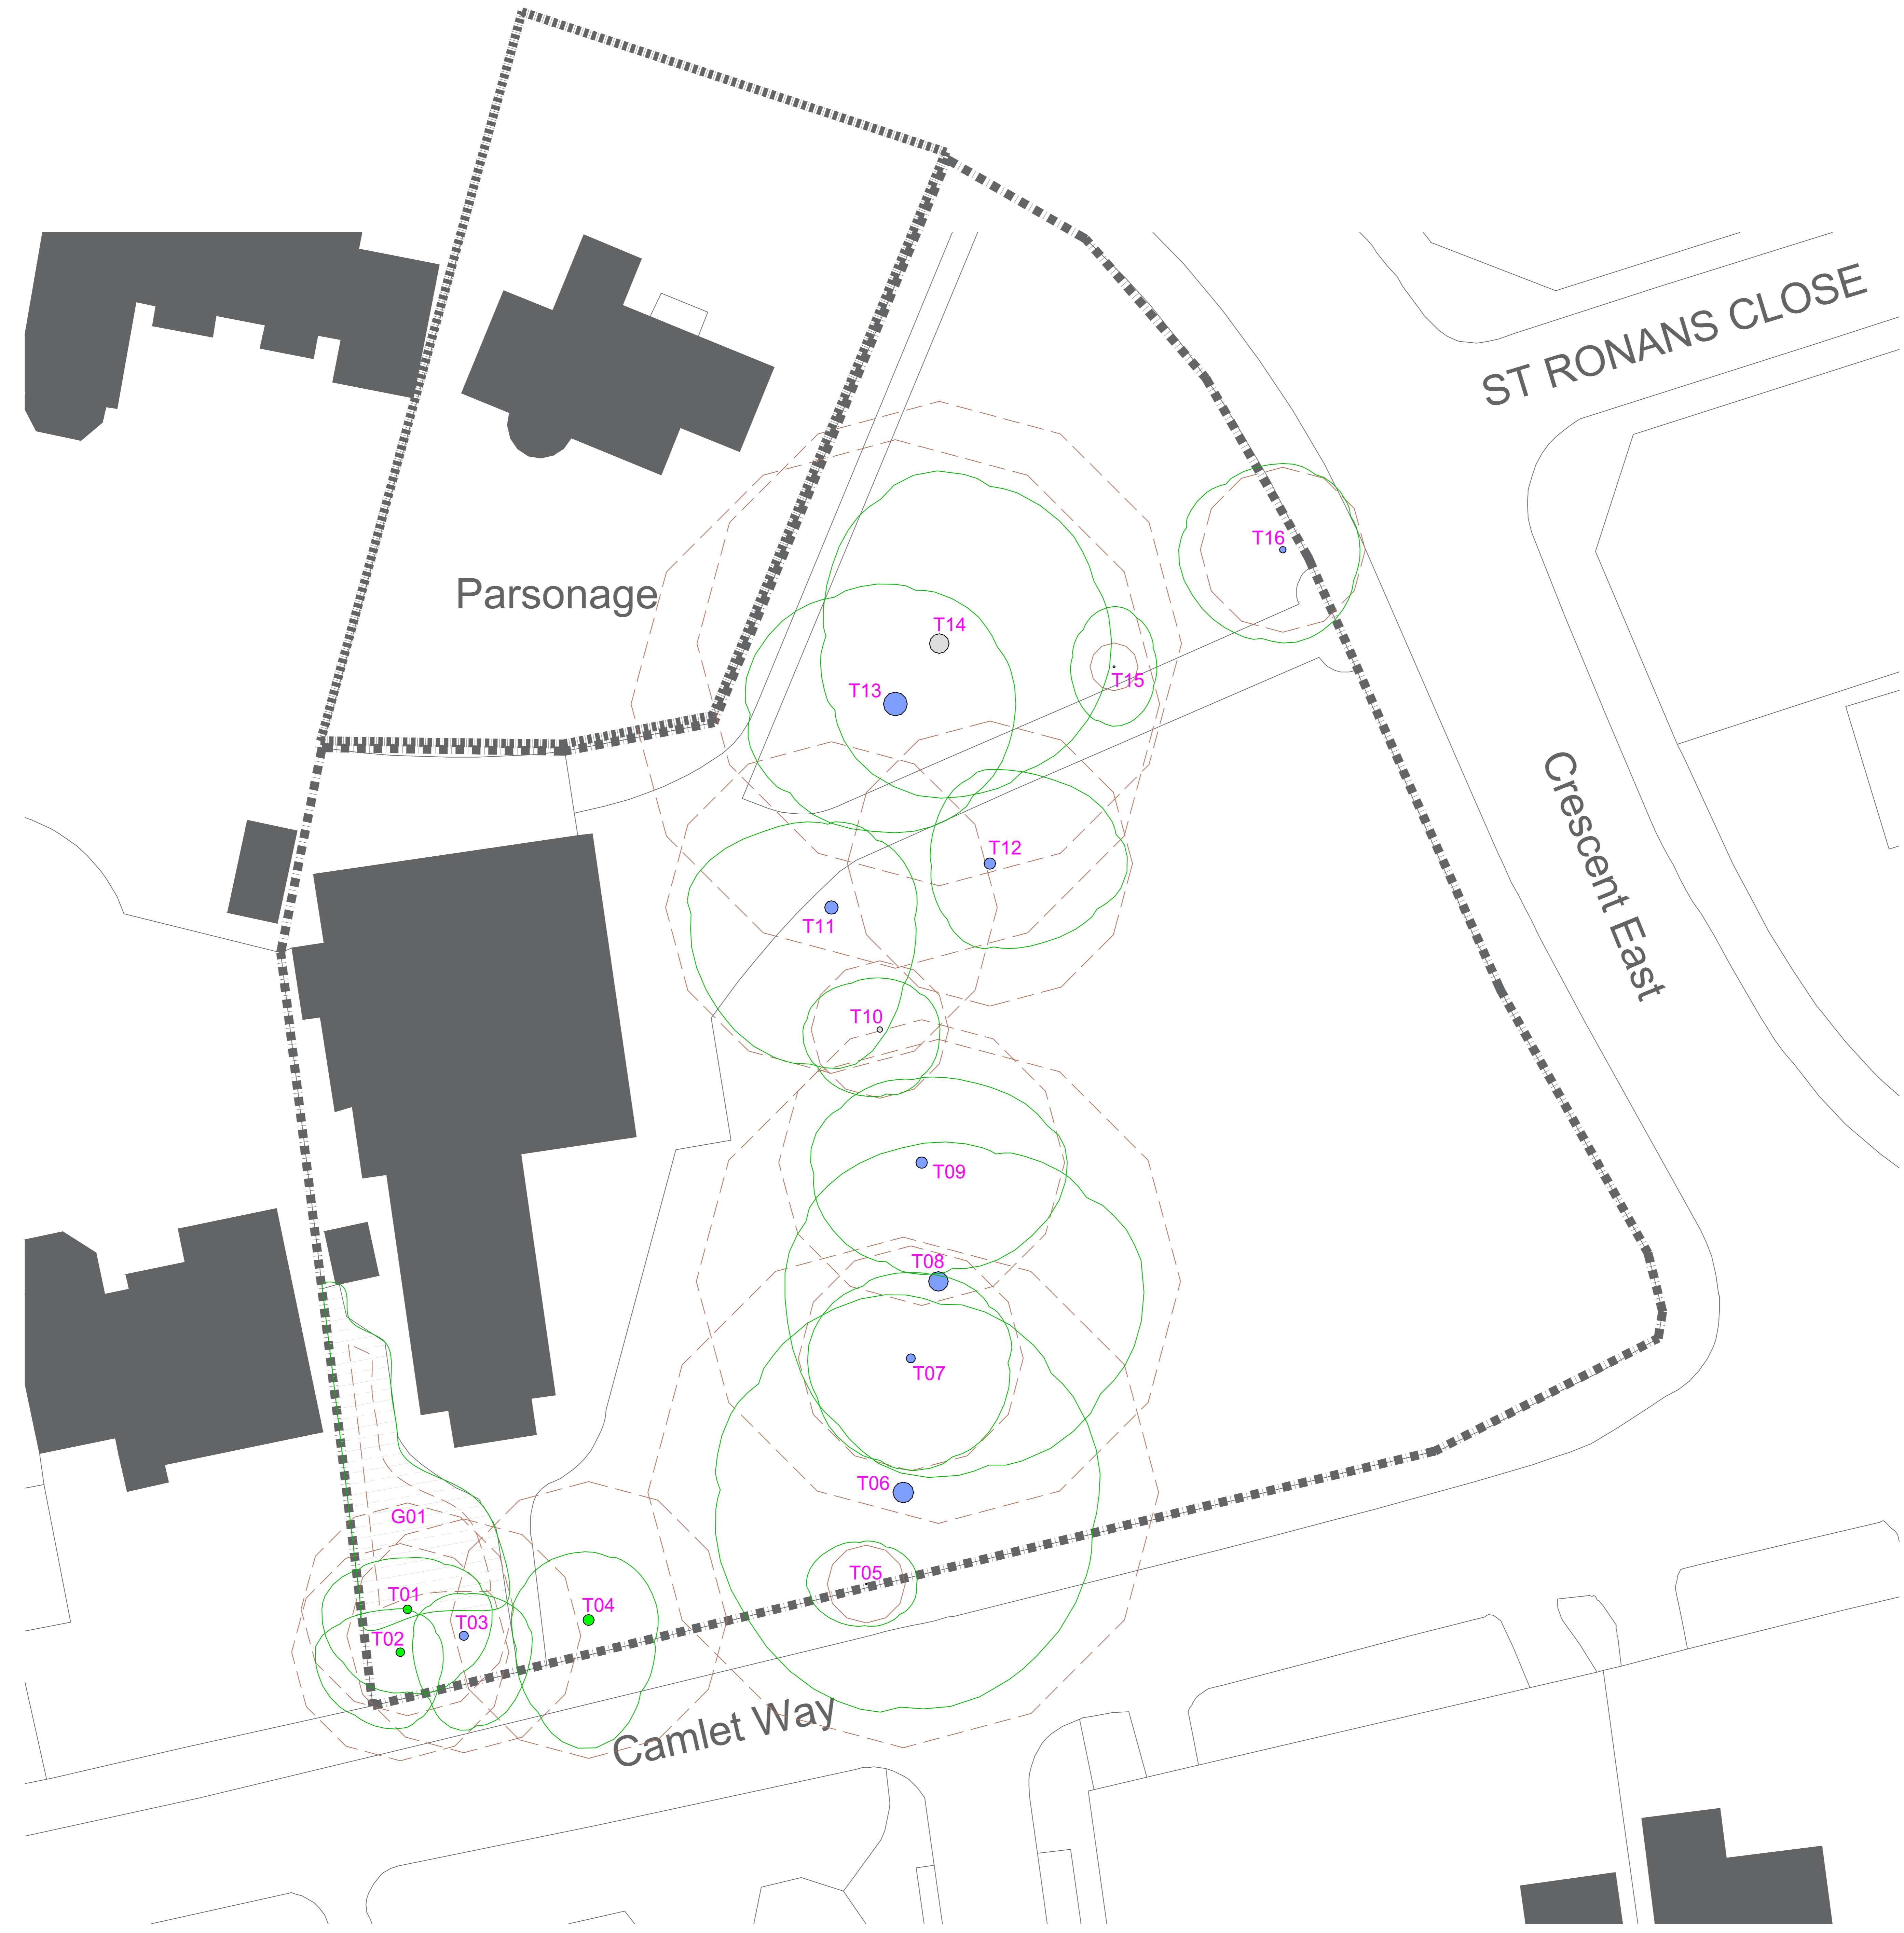 ST RONANS CLOSE
T16
Parsonage
T14
T15
T13
Crescent East
T12
T11
T10
T09
T08
T07
T06
G01
T05
T01
T04
T03
T02
Camlet Way